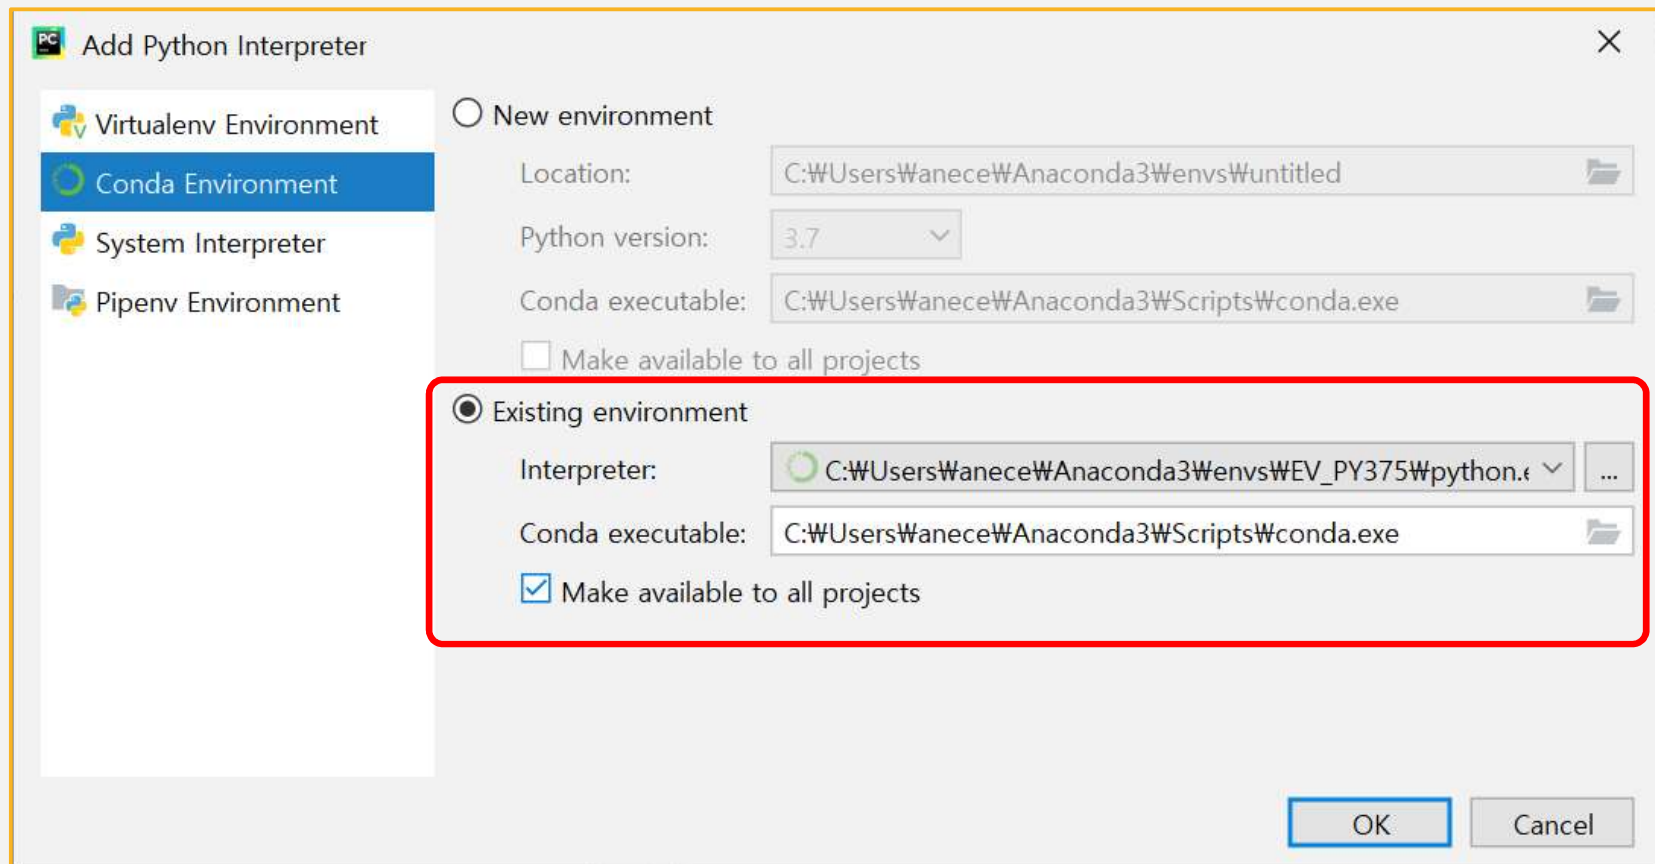 PC
Add Python Interpreter
Virtualenv Environment
Conda Environment
System Interpreter
Pipenv Environment
New environment
Location: C:₩Users₩anece₩Anaconda3₩envs₩untitled
Python version: 3.7
Conda executable: C:₩Users₩anece₩Anaconda3₩Scripts₩conda.exe
Make available to all projects
Existing environment
Interpreter: C:₩Users₩anece₩Anaconda3₩envs₩EV_PY375₩python.e ...
Conda executable: C:₩Users₩anece₩Anaconda3₩Scripts₩conda.exe
Make available to all projects
OK Cancel